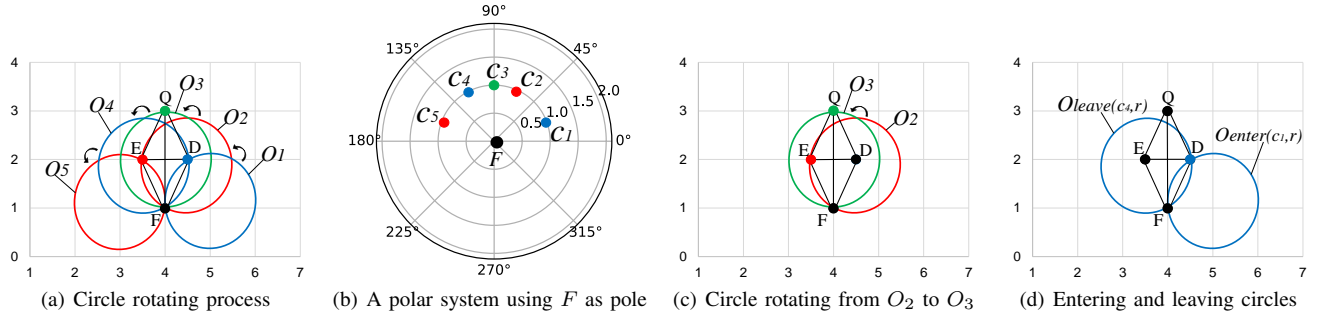 4
3
2
1
0
1 2 3 4 5 6 7
O4
O3
O2
O1
O5
Q
E
D
F
(a) Circle rotating process
90°
135°
45°
180°
0°
225°
315°
270°
0.5
1.0
1.5
2.0
C5
C4
C3
C2
C1
F
(b) A polar system using F as pole
4
3
2
1
0
1 2 3 4 5 6 7
Q
O3
O2
E
D
F
(c) Circle rotating from O2 to O3
4
3
2
1
0
1 2 3 4 5 6 7
Oleave(c4,r)
Q
Oenter(c1,r)
E
D
F
(d) Entering and leaving circles